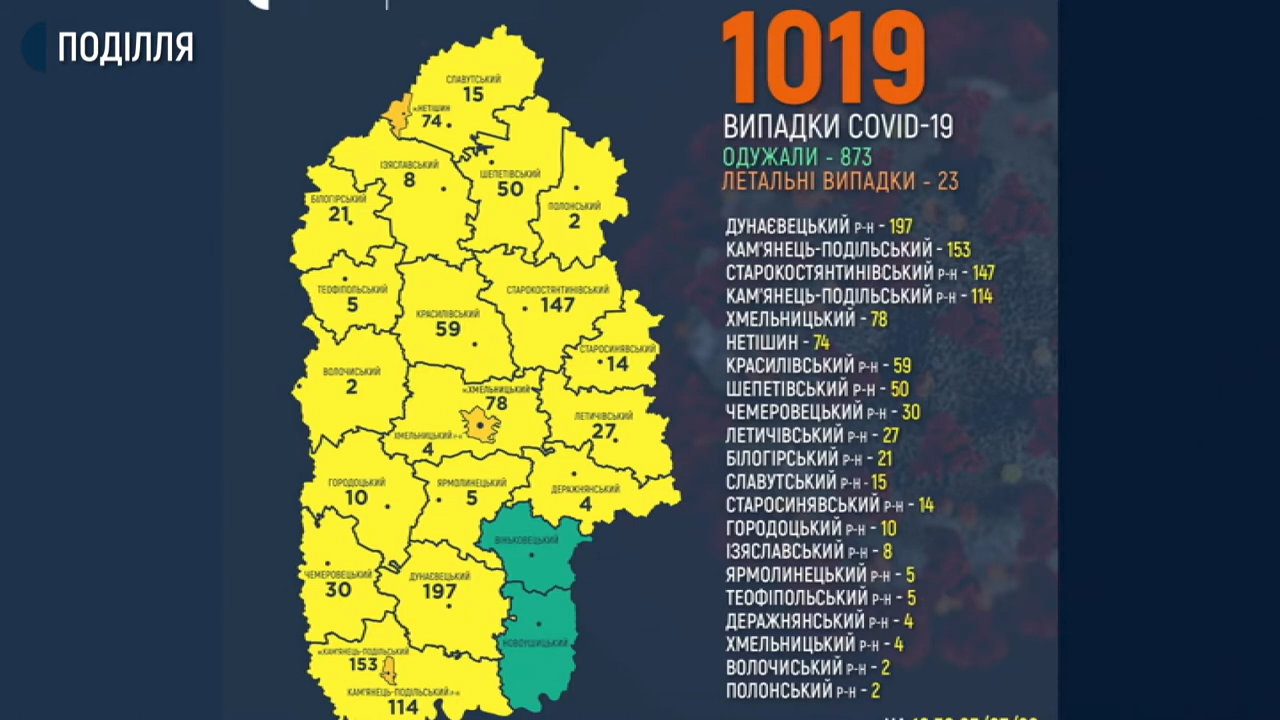 ПОДІЛЛЯ
СЛАВУТСЬКИЙ
15
м.НЕТІШИН
74
ІЗЯСЛАВСЬКИЙ
8
ШЕПЕТІВСЬКИЙ
50
БІЛОГІРСЬКИЙ
21
ПОЛОНСЬКИЙ
2
ТЕОФІПОЛЬСЬКИЙ
5
КРАСИЛІВСЬКИЙ
59
СТАРОКОСТЯНТИНІВСЬКИЙ
147
СТАРОСИНЯВСЬКИЙ
14
ВОЛОЧИСЬКИЙ
2
м.ХМЕЛЬНИЦЬКИЙ
78
ХМЕЛЬНИЦЬКИЙ р-н
4
ЛЕТИЧІВСЬКИЙ
27
ГОРОДОЦЬКИЙ
10
ЯРМОЛИНЕЦЬКИЙ
5
ДЕРАЖНЯНСЬКИЙ
4
ВІНЬКОВЕЦЬКИЙ
ЧЕМЕРОВЕЦЬКИЙ
30
ДУНАЄВЕЦЬКИЙ
197
НОВОУШИЦЬКИЙ
м.КАМ'ЯНЕЦЬ-ПОДІЛЬСЬКИЙ
153
КАМ'ЯНЕЦЬ-ПОДІЛЬСЬКИЙ р-н
114
1019
ВИПАДКИ COVID-19
ОДУЖАЛИ - 873
ЛЕТАЛЬНІ ВИПАДКИ - 23
ДУНАЄВЕЦЬКИЙ Р-Н - 197
КАМ'ЯНЕЦЬ-ПОДІЛЬСЬКИЙ - 153
СТАРОКОСТЯНТИНІВСЬКИЙ Р-Н - 147
КАМ'ЯНЕЦЬ-ПОДІЛЬСЬКИЙ Р-Н - 114
ХМЕЛЬНИЦЬКИЙ - 78
НЕТІШИН - 74
КРАСИЛІВСЬКИЙ Р-Н - 59
ШЕПЕТІВСЬКИЙ Р-Н - 50
ЧЕМЕРОВЕЦЬКИЙ Р-Н - 30
ЛЕТИЧІВСЬКИЙ Р-Н - 27
БІЛОГІРСЬКИЙ Р-Н - 21
СЛАВУТСЬКИЙ Р-Н - 15
СТАРОСИНЯВСЬКИЙ Р-Н - 14
ГОРОДОЦЬКИЙ Р-Н - 10
ІЗЯСЛАВСЬКИЙ Р-Н - 8
ЯРМОЛИНЕЦЬКИЙ Р-Н - 5
ТЕОФІПОЛЬСЬКИЙ Р-Н - 5
ДЕРАЖНЯНСЬКИЙ Р-Н - 4
ХМЕЛЬНИЦЬКИЙ Р-Н - 4
ВОЛОЧИСЬКИЙ Р-Н - 2
ПОЛОНСЬКИЙ Р-Н - 2